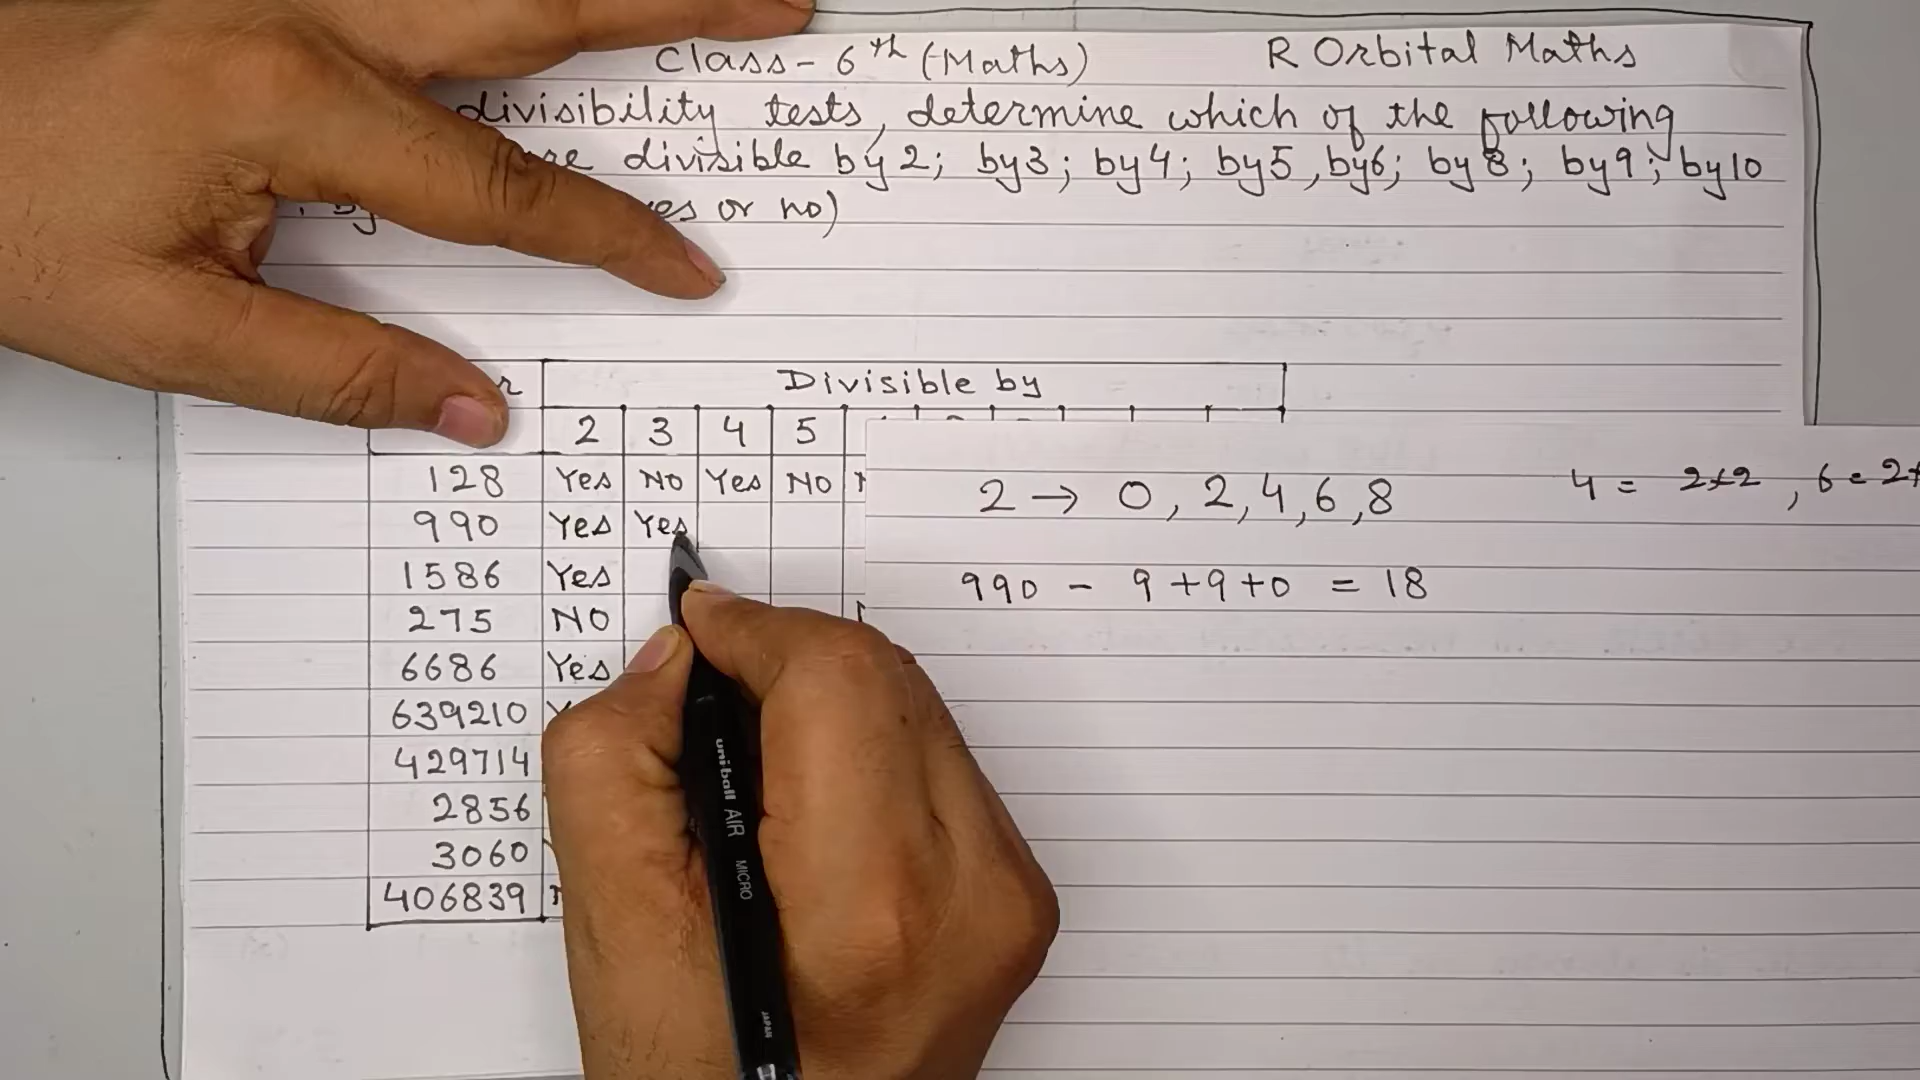 Class - 6th (Maths) R Orbital Maths
divisibility tests, determine which of the following
divisible by 2; by 3; by 4; by 5, by 6; by 8; by 9; by 10
or no)
Divisible by
2 3 4 5
128 Yes No Yes No
990 Yes Yes
1586 Yes
275 NO
6686 Yes
639210
429714
2856
3060
406839
2 → 0, 2, 4, 6, 8 4 = 2×2, 6 = 2×
990 - 9 + 9 + 0 = 18
uniball AIR MICRO
JAPAN